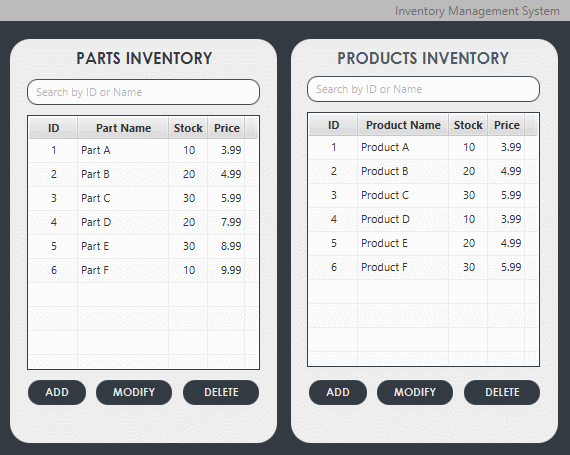 Inventory Management System
PARTS INVENTORY
Search by ID or Name
ID Part Name Stock Price
1 Part A 10 3.99
2 Part B 20 4.99
3 Part C 30 5.99
4 Part D 20 7.99
5 Part E 30 8.99
6 Part F 10 9.99
ADD MODIFY DELETE
PRODUCTS INVENTORY
Search by ID or Name
ID Product Name Stock Price
1 Product A 10 3.99
2 Product B 20 4.99
3 Product C 30 5.99
4 Product D 10 3.99
5 Product E 20 4.99
6 Product F 30 5.99
ADD MODIFY DELETE